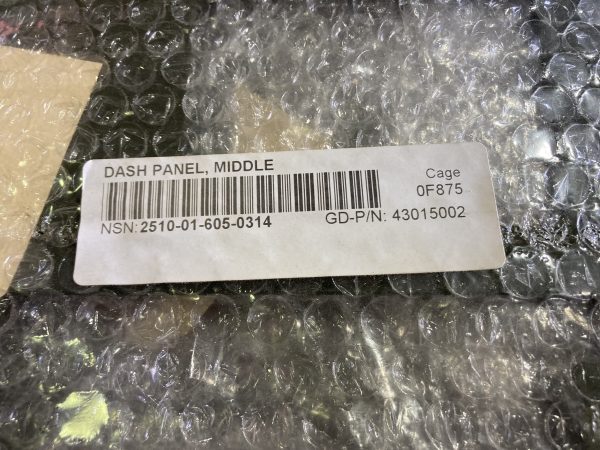 DASH PANEL, MIDDLE
Cage
0F875
NSN: 2510-01-605-0314
GD-P/N: 43015002